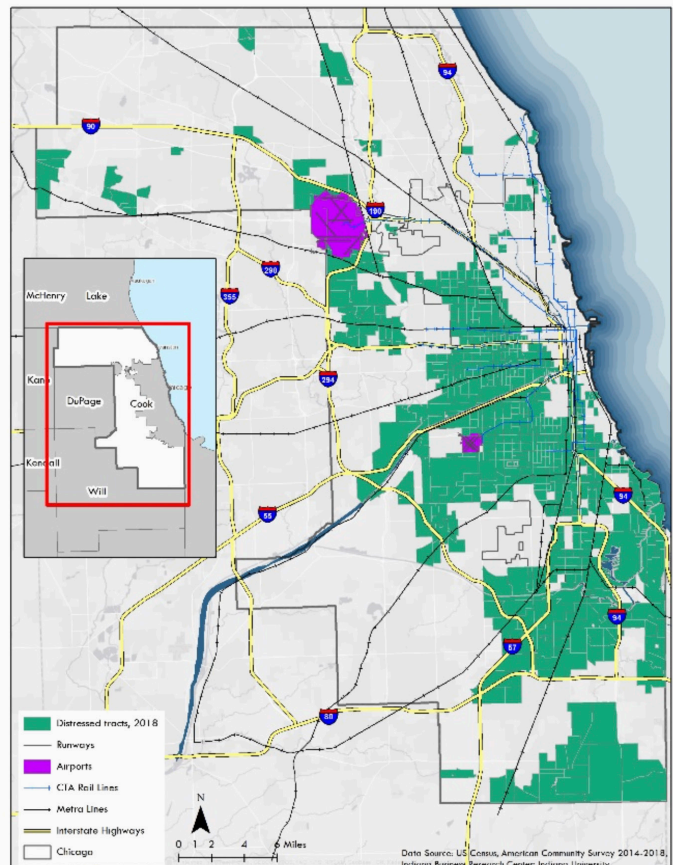 94
90
190
290
355
McHenry Lake
Kane
DuPage
Cook
294
Kendall
Will
55
94
94
57
80
Distressed tracts, 2018
Runways
Airports
CTA Rail Lines
Metra Lines
Interstate Highways
Chicago
N
0 1 2 4 6 Miles
Data Source: US Census, American Community Survey 2014-2018,
Indiana Business Research Center, Indiana University